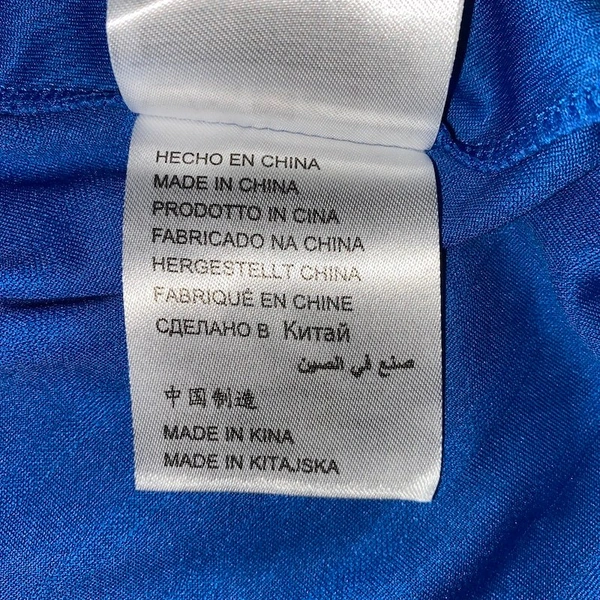 HECHO EN CHINA
MADE IN CHINA
PRODOTTO IN CINA
FABRICADO NA CHINA
HERGESTELLT CHINA
FABRIQUÉ EN CHINE
СДЕЛАНО В Китай
صنع في الصين
中国制造
MADE IN KINA
MADE IN KITAJSKA